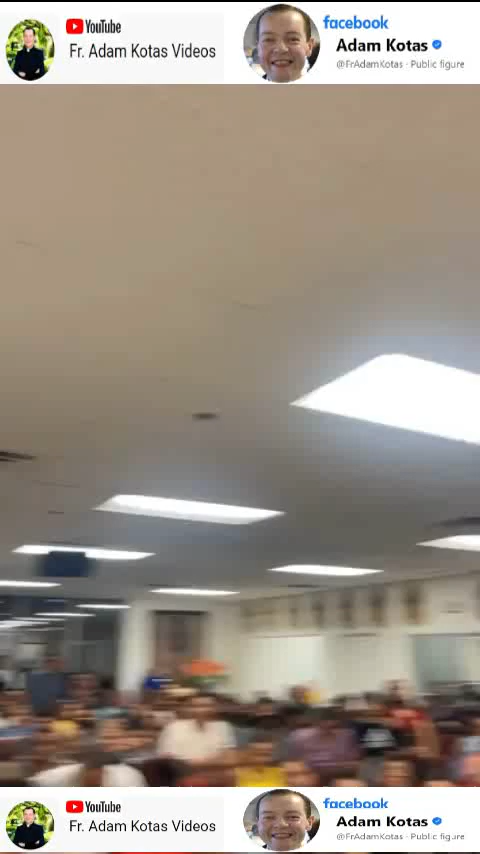 YouTube
Fr. Adam Kotas Videos
facebook
Adam Kotas
@FrAdamKotas · Public figure
YouTube
Fr. Adam Kotas Videos
facebook
Adam Kotas
@FrAdamKotas · Public figure